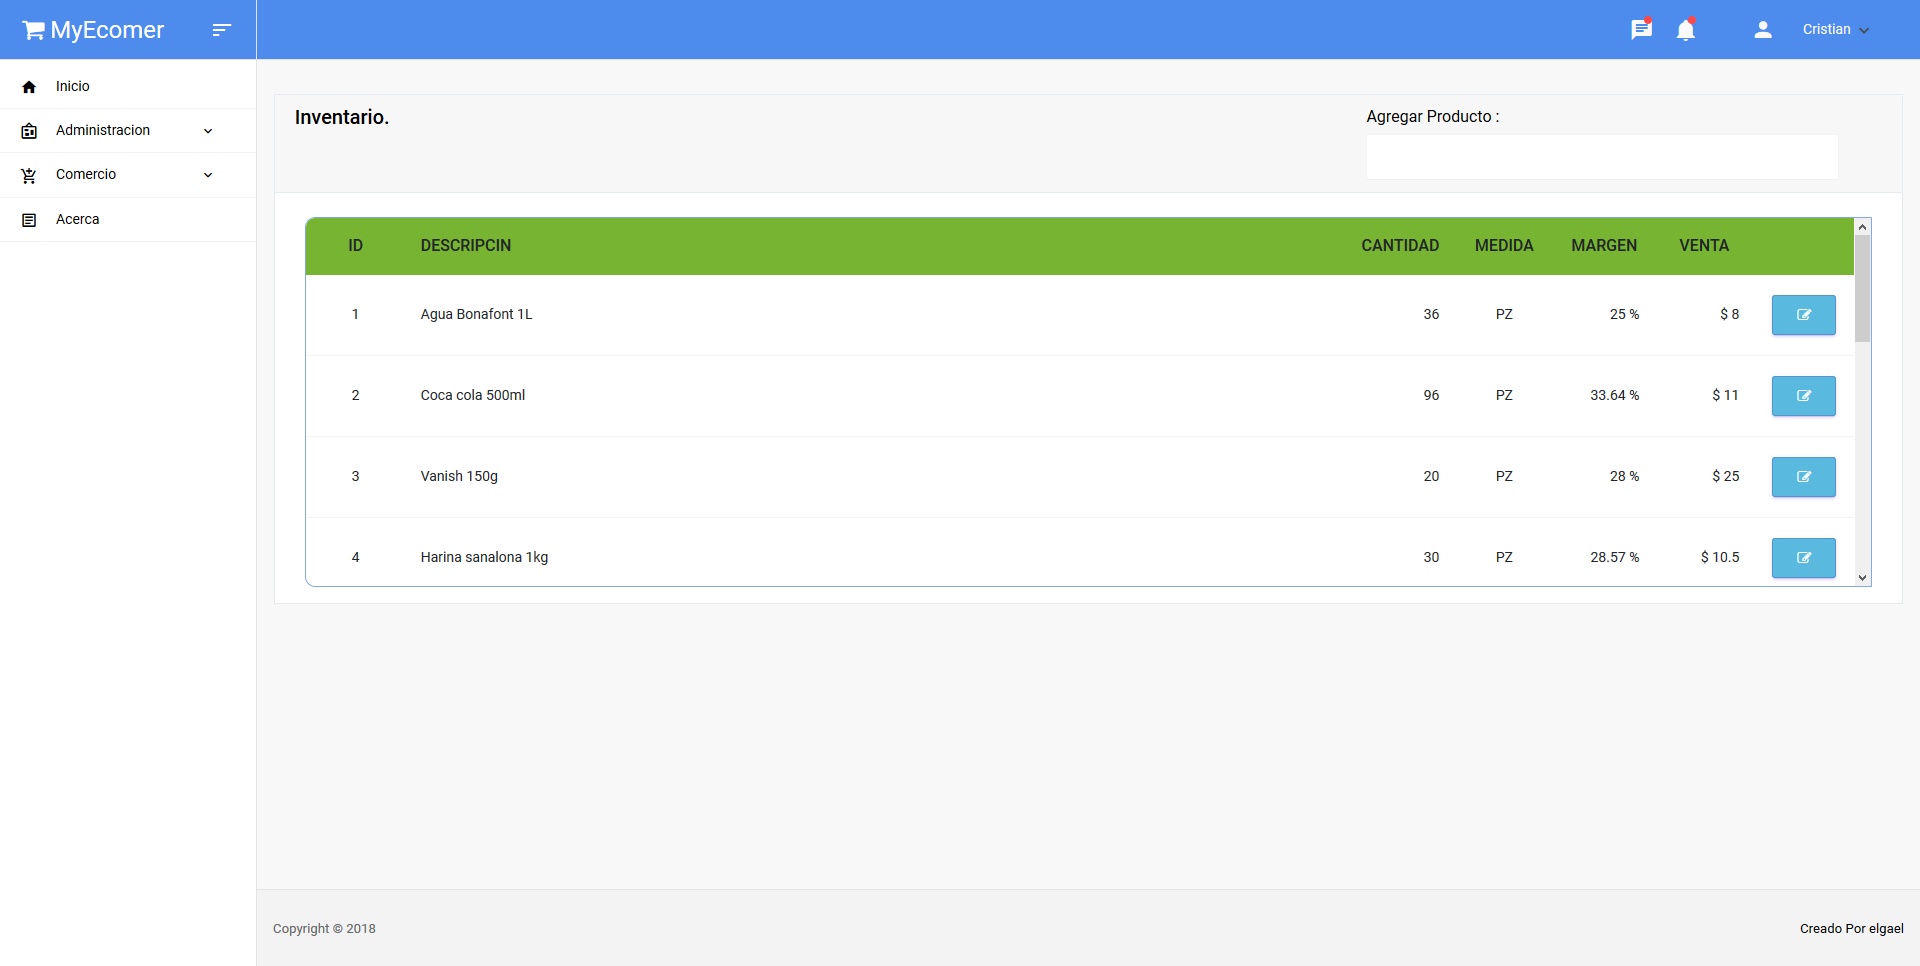 MyEcomer
Cristian
Inicio
Administracion
Comercio
Acerca
Inventario.
Agregar Producto :
ID DESCRIPCIN CANTIDAD MEDIDA MARGEN VENTA
1 Agua Bonafont 1L 36 PZ 25 % $ 8
2 Coca cola 500ml 96 PZ 33.64 % $ 11
3 Vanish 150g 20 PZ 28 % $ 25
4 Harina sanalona 1kg 30 PZ 28.57 % $ 10.5
Copyright © 2018
Creado Por elgael